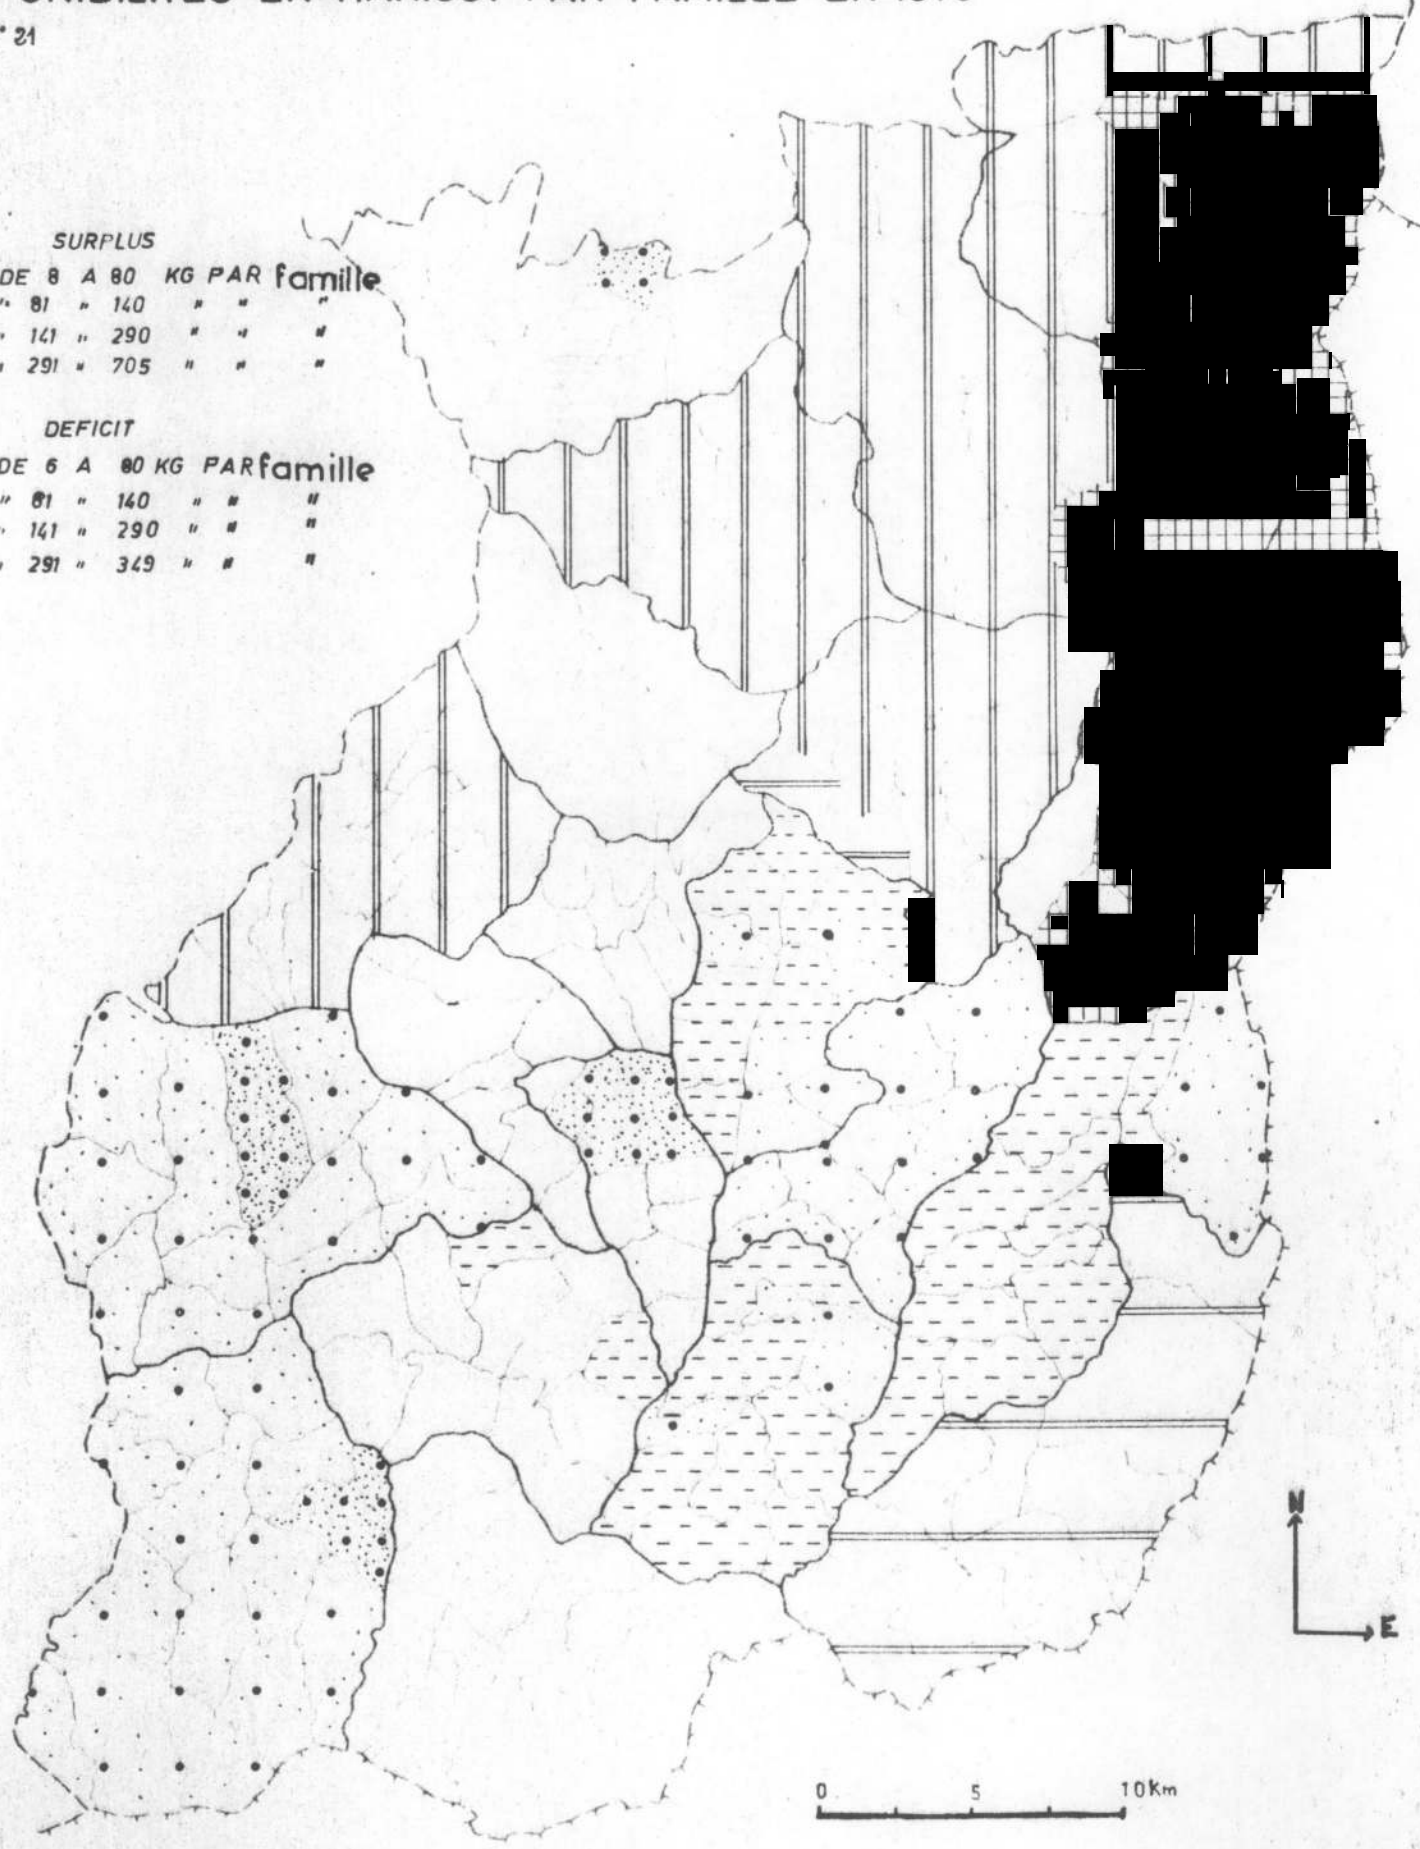 ° 21
SURPLUS
DE 8 A 80 KG PAR famille
" 81 " 140 " " "
" 141 " 290 " " "
" 291 " 705 " " "
DEFICIT
DE 6 A 80 KG PAR famille
" 81 " 140 " " "
" 141 " 290 " " "
" 291 " 349 " " "
N
E
0 5 10Km